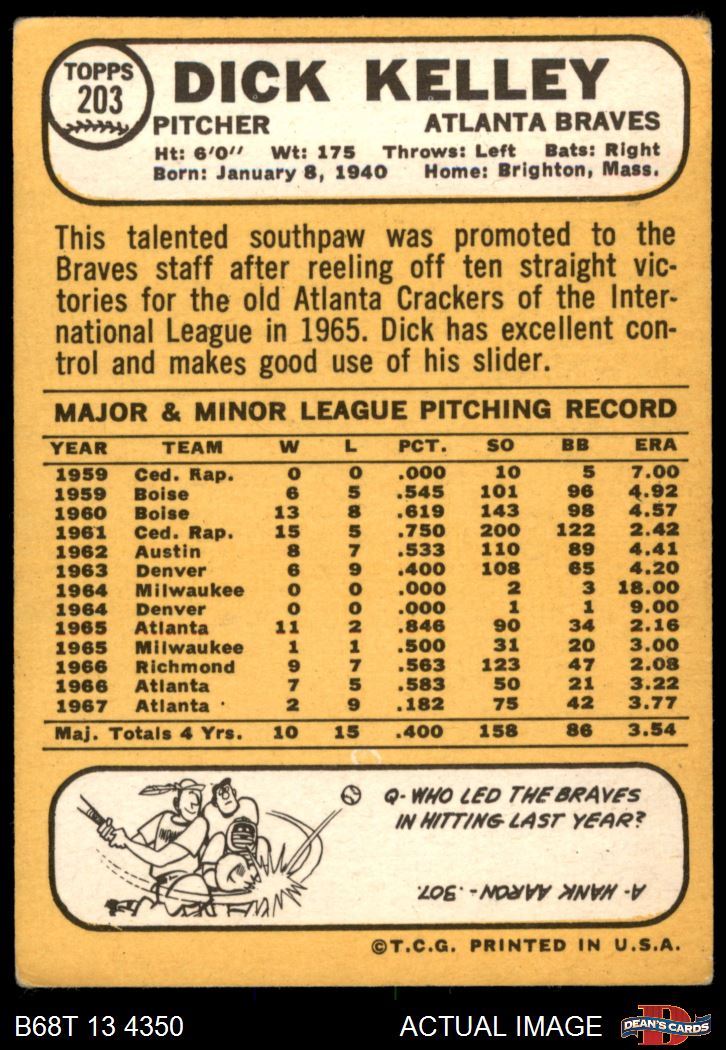 TOPPS
203
DICK KELLEY
PITCHER ATLANTA BRAVES
Ht: 6'0" Wt: 175 Throws: Left Bats: Right
Born: January 8, 1940 Home: Brighton, Mass.
This talented southpaw was promoted to the
Braves staff after reeling off ten straight vic-
tories for the old Atlanta Crackers of the Inter-
national League in 1965. Dick has excellent con-
trol and makes good use of his slider.
MAJOR & MINOR LEAGUE PITCHING RECORD
YEAR TEAM W L PCT. SO BB ERA
1959 Ced. Rap. 0 0 .000 10 5 7.00
1959 Boise 6 5 .545 101 96 4.92
1960 Boise 13 8 .619 143 98 4.57
1961 Ced. Rap. 15 5 .750 200 122 2.42
1962 Austin 8 7 .533 110 89 4.41
1963 Denver 6 9 .400 108 65 4.20
1964 Milwaukee 0 0 .000 2 3 18.00
1964 Denver 0 0 .000 1 1 9.00
1965 Atlanta 11 2 .846 90 34 2.16
1965 Milwaukee 1 1 .500 31 20 3.00
1966 Richmond 9 7 .563 123 47 2.08
1966 Atlanta 7 5 .583 50 21 3.22
1967 Atlanta 2 9 .182 75 42 3.77
Maj. Totals 4 Yrs. 10 15 .400 158 86 3.54
Q- WHO LED THE BRAVES
IN HITTING LAST YEAR?
A- HANK AARON - .307.
©T.C.G. PRINTED IN U.S.A.
B68T 13 4350 ACTUAL IMAGE
D
DEAN'S CARDS